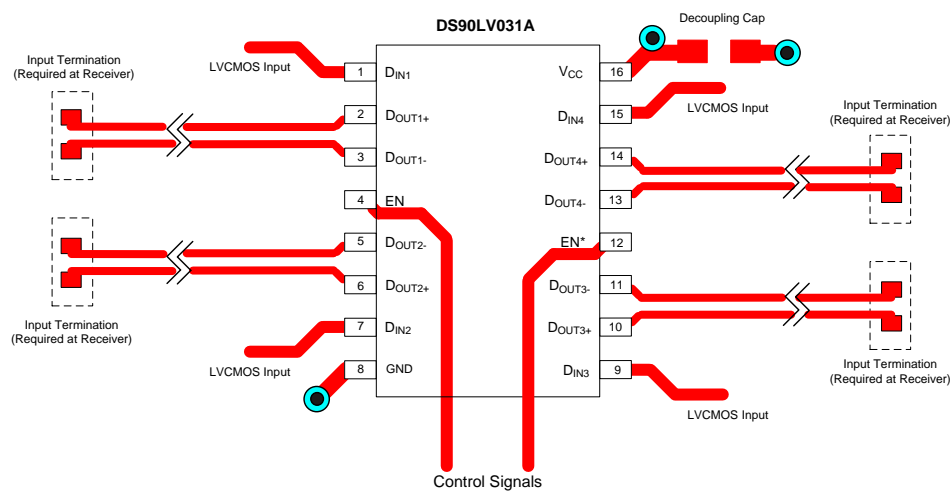 DS90LV031A
Decoupling Cap
Input Termination
(Required at Receiver)
LVCMOS Input
1 DIN1
2 DOUT1+
3 DOUT1-
4 EN
5 DOUT2-
6 DOUT2+
7 DIN2
8 GND
Input Termination
(Required at Receiver)
LVCMOS Input
VCC 16
DIN4 15
DOUT4+ 14
DOUT4- 13
EN* 12
DOUT3- 11
DOUT3+ 10
DIN3 9
LVCMOS Input
Input Termination
(Required at Receiver)
Input Termination
(Required at Receiver)
LVCMOS Input
Control Signals